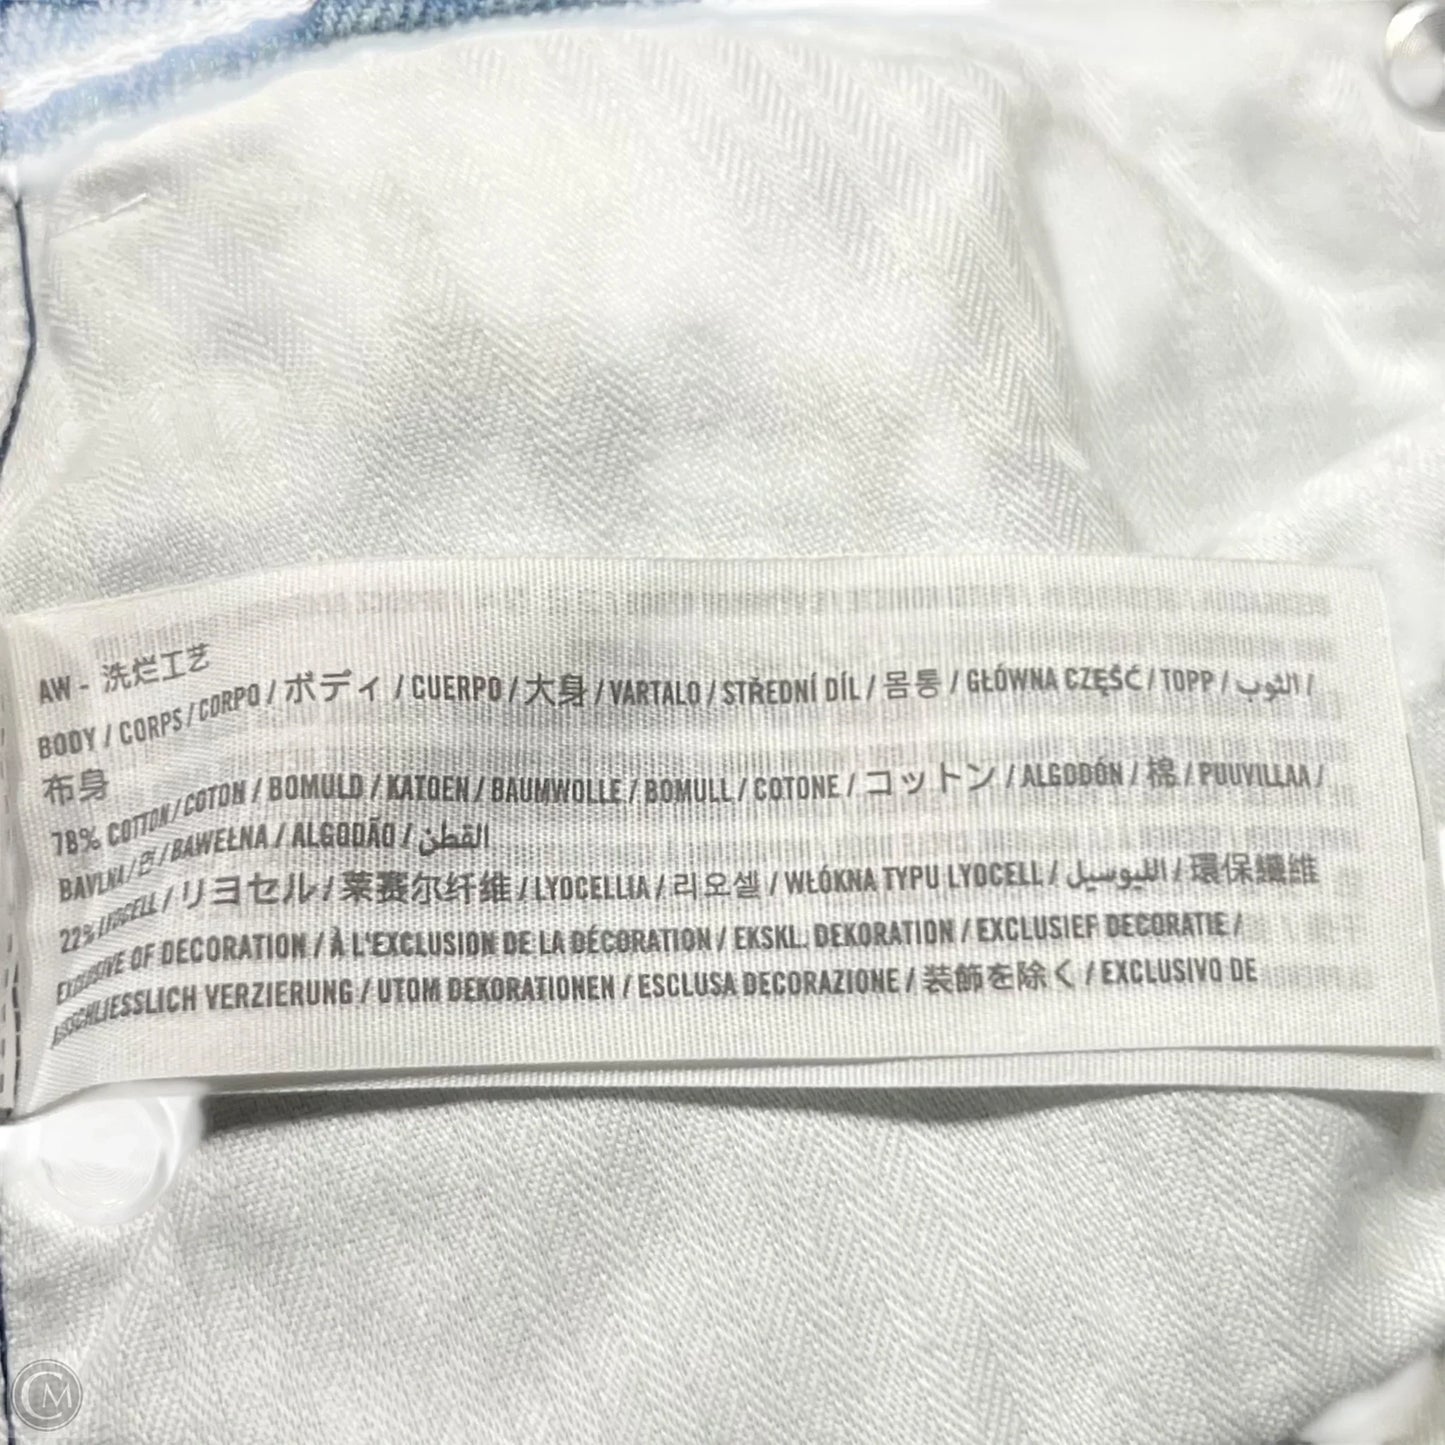 AW - 洗烂工艺
BODY / CORPS / CORPO / ボディ / CUERPO / 大身 / VARTALO / STŘEDNÍ DÍL / 몸통 / GŁÓWNA CZĘŚĆ / TOPP / الثوب /
布身
78% COTTON / COTON / BOMULD / KATOEN / BAUMWOLLE / BOMULL / COTONE / コットン / ALGODÓN / 棉 / PUUVILLAA /
BAVLNA / 면 / BAWEŁNA / ALGODÃO / القطن
22% LYOCELL / リヨセル /莱赛尔纤维 / LYOCELLIA / 리오셀 / WŁÓKNA TYPU LYOCELL / الليوسيل / 環保纖维
EXCLUSIVE OF DECORATION / À L'EXCLUSION DE LA DÉCORATION / EKSKL. DEKORATION / EXCLUSIEF DECORATIE /
AUSSCHLIESSLICH VERZIERUNG / UTOM DEKORATIONEN / ESCLUSA DECORAZIONE / 装飾を除く / EXCLUSIVO DE
CM